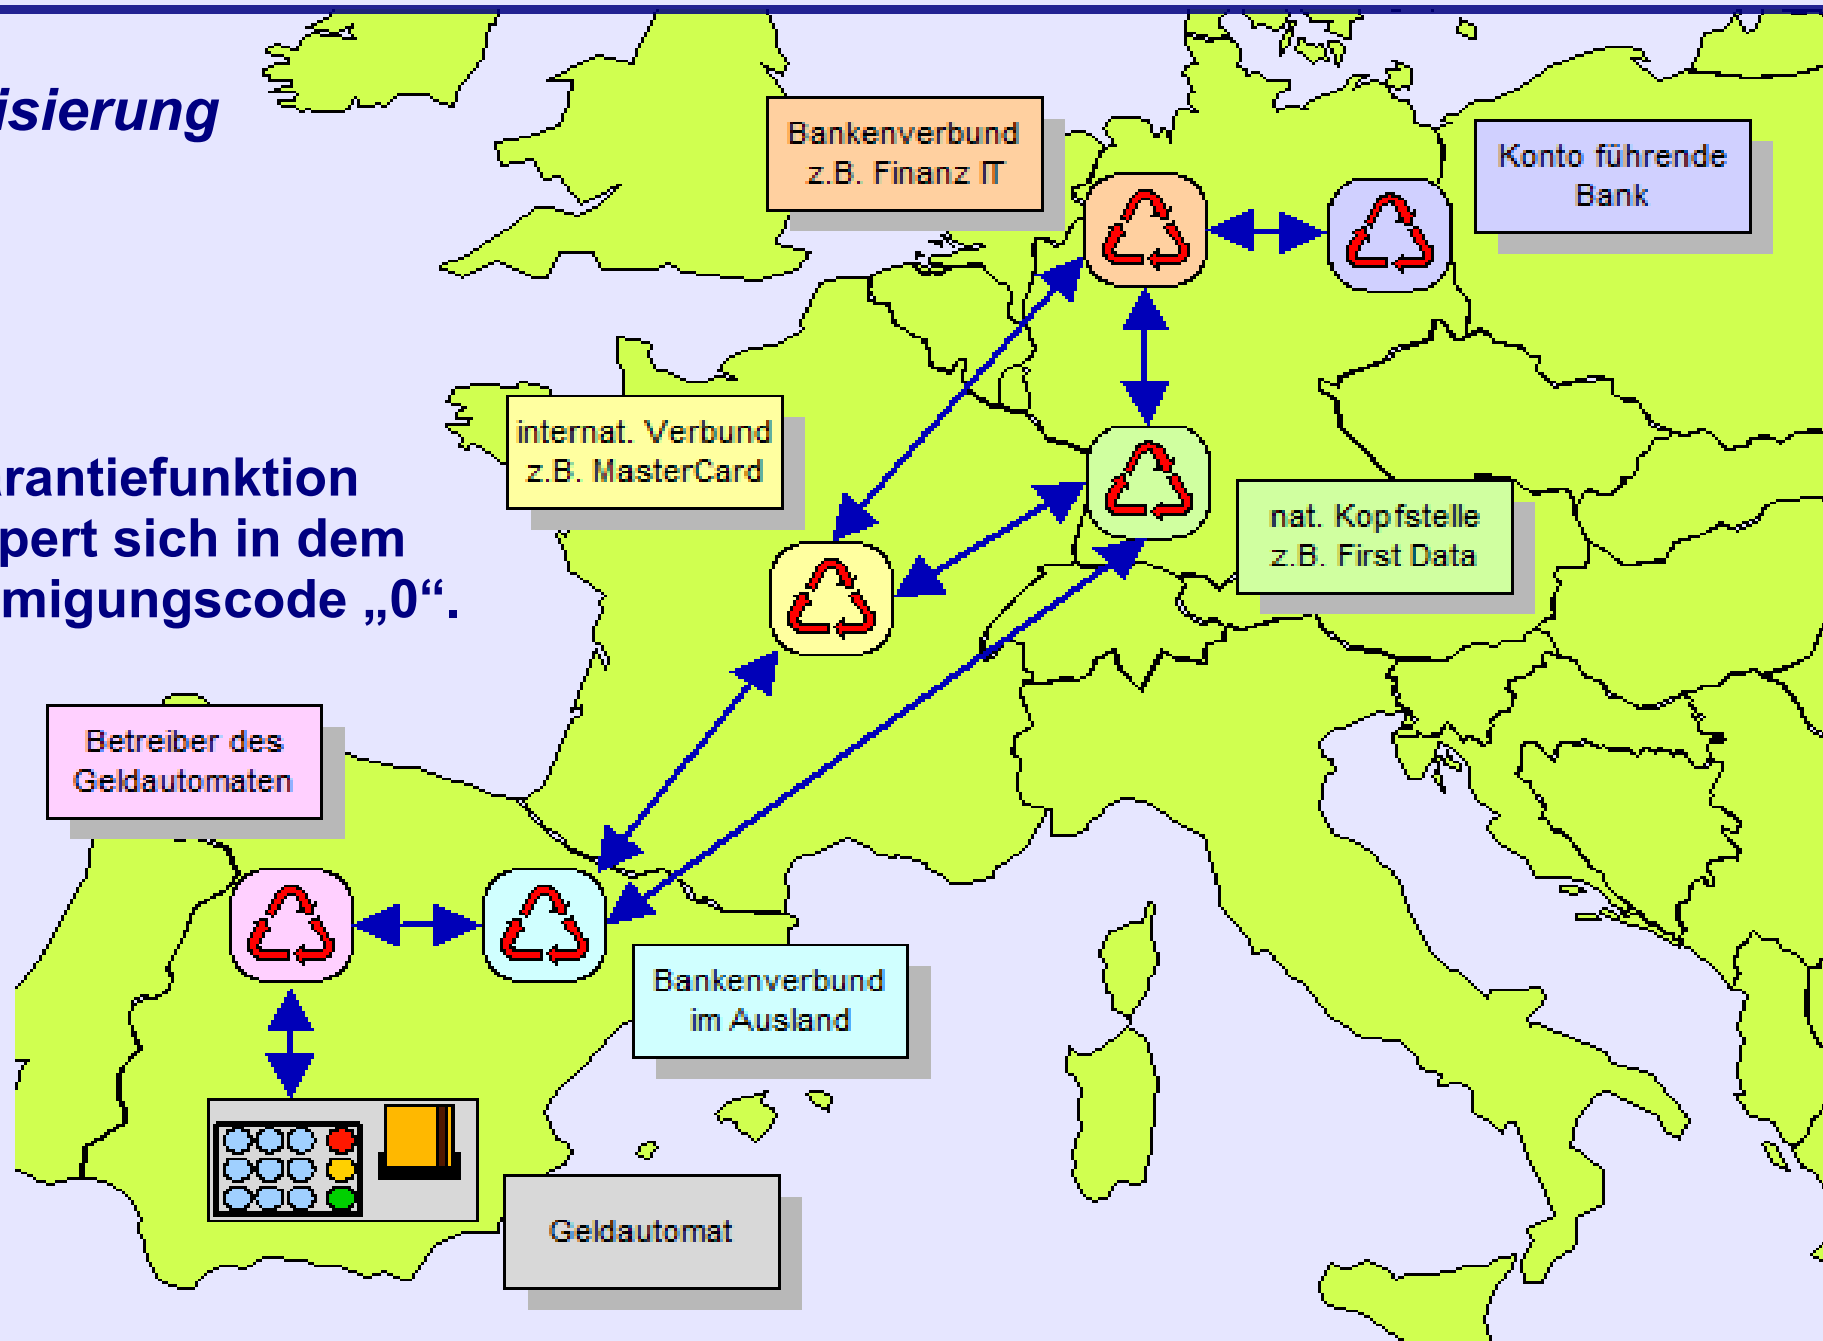 isierung
Bankenverbund
z.B. Finanz IT
Konto führende
Bank
internat. Verbund
z.B. MasterCard
arantiefunktion
pert sich in dem
migungscode „0“.
nat. Kopfstelle
z.B. First Data
Betreiber des
Geldautomaten
Bankenverbund
im Ausland
Geldautomat